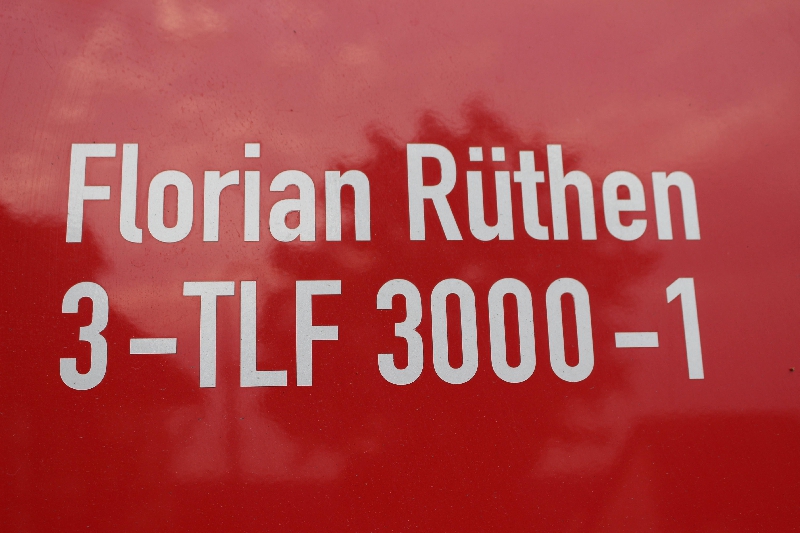 Florian Rüthen
3-TLF 3000-1